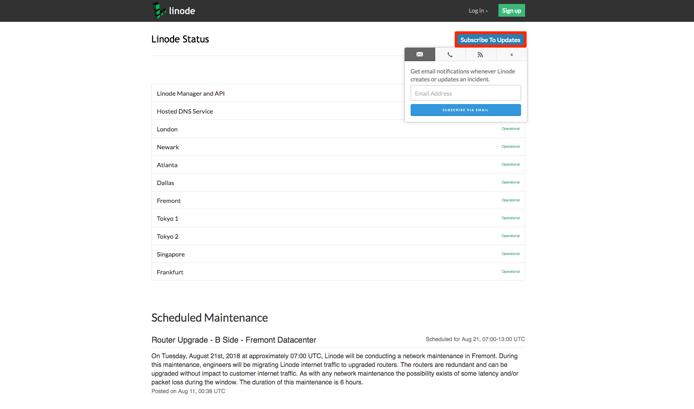 linode
Log in ›
Sign up
Linode Status
Subscribe To Updates
Get email notifications whenever Linode
creates or updates an incident.
Email Address
SUBSCRIBE VIA EMAIL
Linode Manager and API
Hosted DNS Service
London Operational
Newark Operational
Atlanta Operational
Dallas Operational
Fremont Operational
Tokyo 1 Operational
Tokyo 2 Operational
Singapore Operational
Frankfurt Operational
Scheduled Maintenance
Router Upgrade - B Side - Fremont Datacenter
Scheduled for Aug 21, 07:00-13:00 UTC
On Tuesday, August 21st, 2018 at approximately 07:00 UTC, Linode will be conducting a network maintenance in Fremont. During
this maintenance, engineers will be migrating Linode internet traffic to upgraded routers. The routers are redundant and can be
upgraded without impact to customer internet traffic. As with any network maintenance the possibility exists of some latency and/or
packet loss during the window. The duration of this maintenance is 6 hours.
Posted on Aug 11, 00:38 UTC